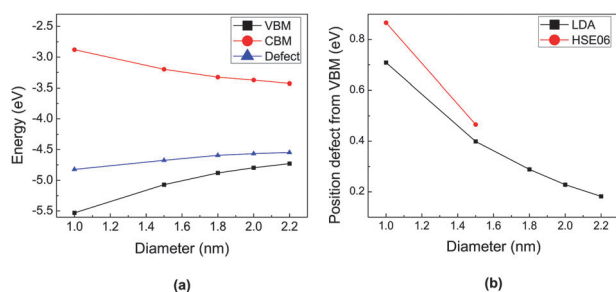 -2.5
-3.0
-3.5
-4.0
-4.5
-5.0
-5.5
Energy (eV)
VBM
CBM
Defect
1.0 1.2 1.4 1.6 1.8 2.0 2.2
Diameter (nm)
(a)
Position defect from VBM (eV)
0.8
0.6
0.4
0.2
LDA
HSE06
1.0 1.2 1.4 1.6 1.8 2.0 2.2
Diameter (nm)
(b)